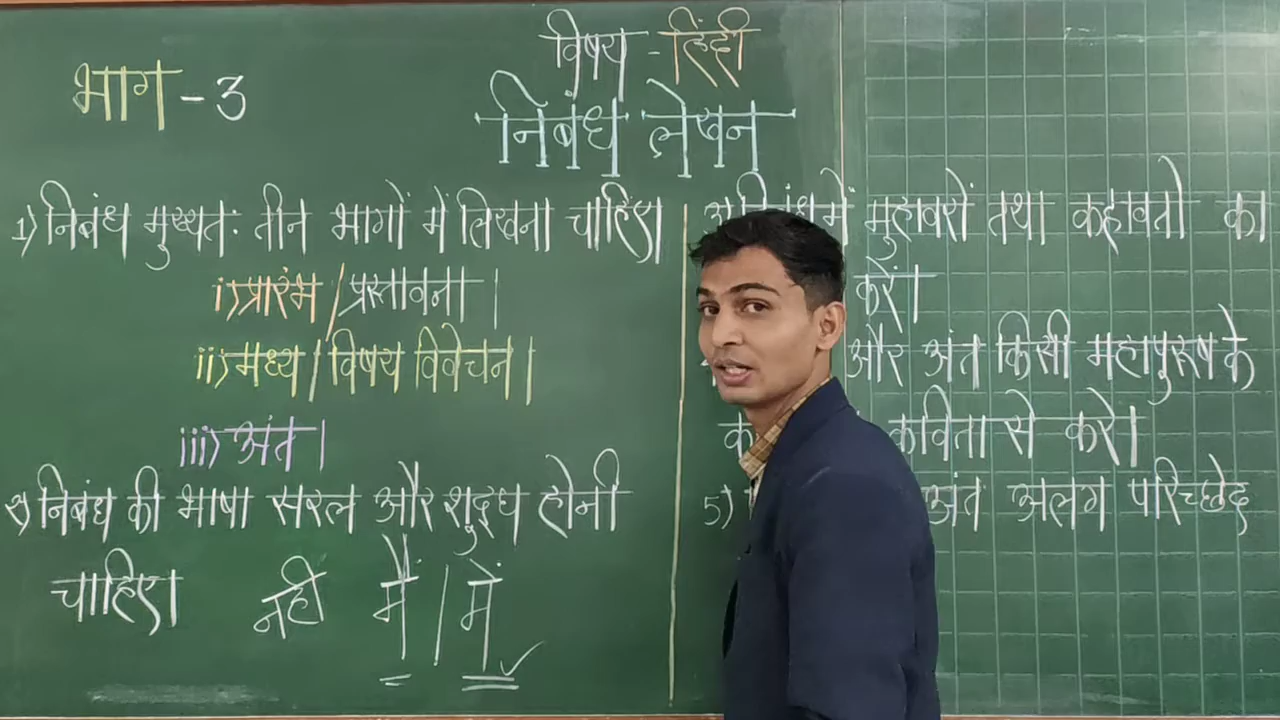 विषय - हिंदी
भाग - 3
निबंध लेखन
1) निबंध मुख्यतः तीन भागों में लिखना चाहिए।
i) प्रारंभ / प्रस्तावना।
ii) मध्य / विषय विवेचन।
iii) अंत।
२) निबंध की भाषा सरल और शुद्ध होनी
चाहिए। नही मैं / में ✓
में मुहावरों तथा कहावतो का
करें।
और अंत किसी महापुरूष के
कविता से करे।
5) अंत अलग परिच्छेद